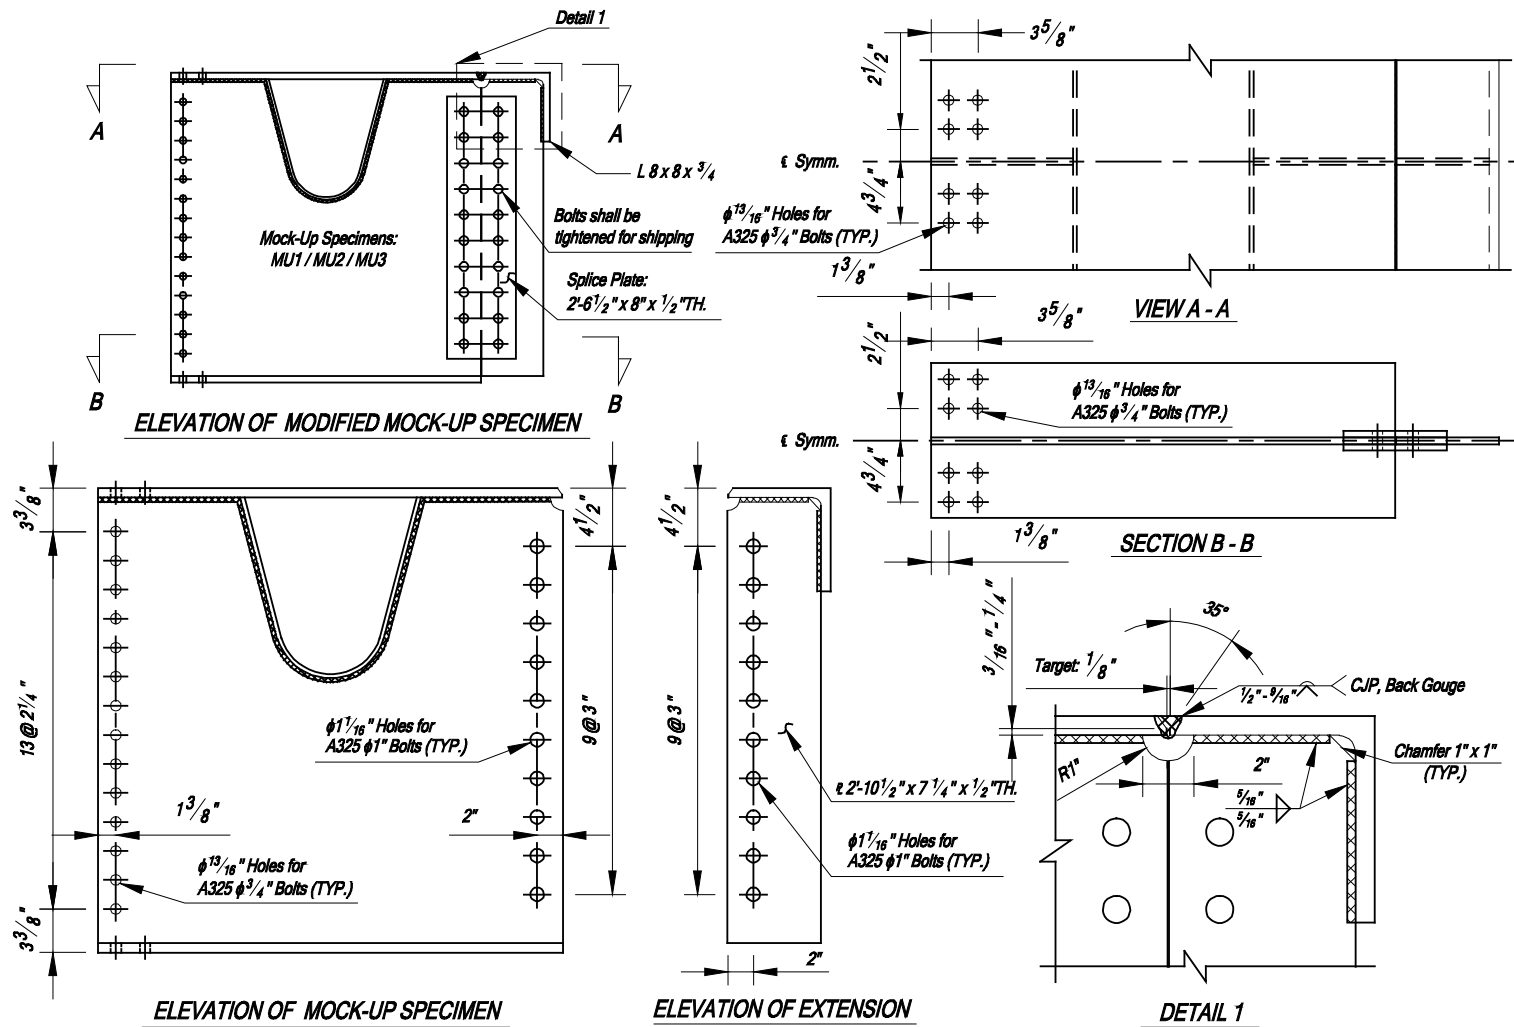 Detail 1
A
A
L 8 x 8 x 3/4
Bolts shall be
tightened for shipping
Mock-Up Specimens:
MU1 / MU2 / MU3
Splice Plate:
2'-6 1/2" x 8" x 1/2"TH.
B
B
ELEVATION OF MODIFIED MOCK-UP SPECIMEN
3 5/8"
2 1/2"
℄ Symm.
4 3/4"
ϕ 13/16" Holes for
A325 ϕ 3/4" Bolts (TYP.)
1 3/8"
VIEW A - A
3 5/8"
2 1/2"
ϕ 13/16" Holes for
A325 ϕ 3/4" Bolts (TYP.)
℄ Symm.
4 3/4"
1 3/8"
SECTION B - B
3 3/8"
4 1/2"
13 @ 2 1/4"
9 @ 3"
ϕ1 1/16" Holes for
A325 ϕ1" Bolts (TYP.)
1 3/8"
2"
ϕ 13/16" Holes for
A325 ϕ 3/4" Bolts (TYP.)
3 3/8"
ELEVATION OF MOCK-UP SPECIMEN
4 1/2"
9 @ 3"
℄ 2'-10 1/2" x 7 1/4" x 1/2"TH.
ϕ1 1/16" Holes for
A325 ϕ1" Bolts (TYP.)
2"
ELEVATION OF EXTENSION
3/16" - 1/4"
35°
Target: 1/8"
1/2" - 9/16"
CJP, Back Gouge
R1"
2"
Chamfer 1" x 1"
(TYP.)
5/16"
5/16"
DETAIL 1